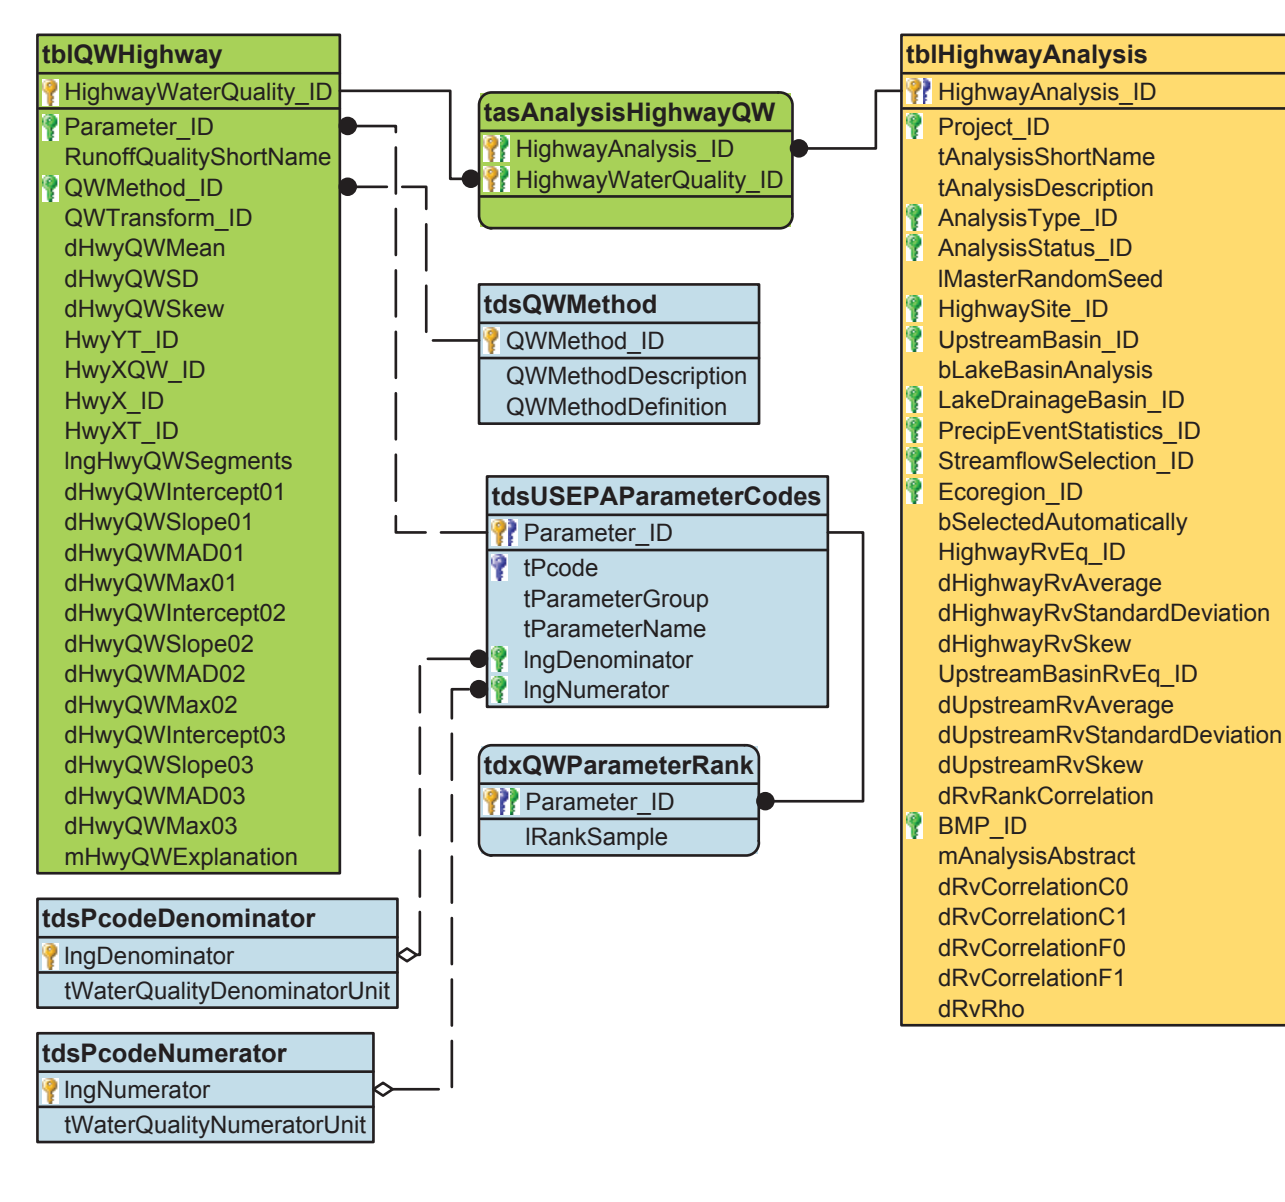 tblQWHighway
HighwayWaterQuality_ID
Parameter_ID
RunoffQualityShortName
QWMethod_ID
QWTransform_ID
dHwyQWMean
dHwyQWSD
dHwyQWSkew
HwyYT_ID
HwyXQW_ID
HwyX_ID
HwyXT_ID
lngHwyQWSegments
dHwyQWIntercept01
dHwyQWSlope01
dHwyQWMAD01
dHwyQWMax01
dHwyQWIntercept02
dHwyQWSlope02
dHwyQWMAD02
dHwyQWMax02
dHwyQWIntercept03
dHwyQWSlope03
dHwyQWMAD03
dHwyQWMax03
mHwyQWExplanation
tdsPcodeDenominator
lngDenominator
tWaterQualityDenominatorUnit
tdsPcodeNumerator
lngNumerator
tWaterQualityNumeratorUnit
tasAnalysisHighwayQW
HighwayAnalysis_ID
HighwayWaterQuality_ID
tdsQWMethod
QWMethod_ID
QWMethodDescription
QWMethodDefinition
tdsUSEPAParameterCodes
Parameter_ID
tPcode
tParameterGroup
tParameterName
lngDenominator
lngNumerator
tdxQWParameterRank
Parameter_ID
lRankSample
tblHighwayAnalysis
HighwayAnalysis_ID
Project_ID
tAnalysisShortName
tAnalysisDescription
AnalysisType_ID
AnalysisStatus_ID
lMasterRandomSeed
HighwaySite_ID
UpstreamBasin_ID
bLakeBasinAnalysis
LakeDrainageBasin_ID
PrecipEventStatistics_ID
StreamflowSelection_ID
Ecoregion_ID
bSelectedAutomatically
HighwayRvEq_ID
dHighwayRvAverage
dHighwayRvStandardDeviation
dHighwayRvSkew
UpstreamBasinRvEq_ID
dUpstreamRvAverage
dUpstreamRvStandardDeviation
dUpstreamRvSkew
dRvRankCorrelation
BMP_ID
mAnalysisAbstract
dRvCorrelationC0
dRvCorrelationC1
dRvCorrelationF0
dRvCorrelationF1
dRvRho